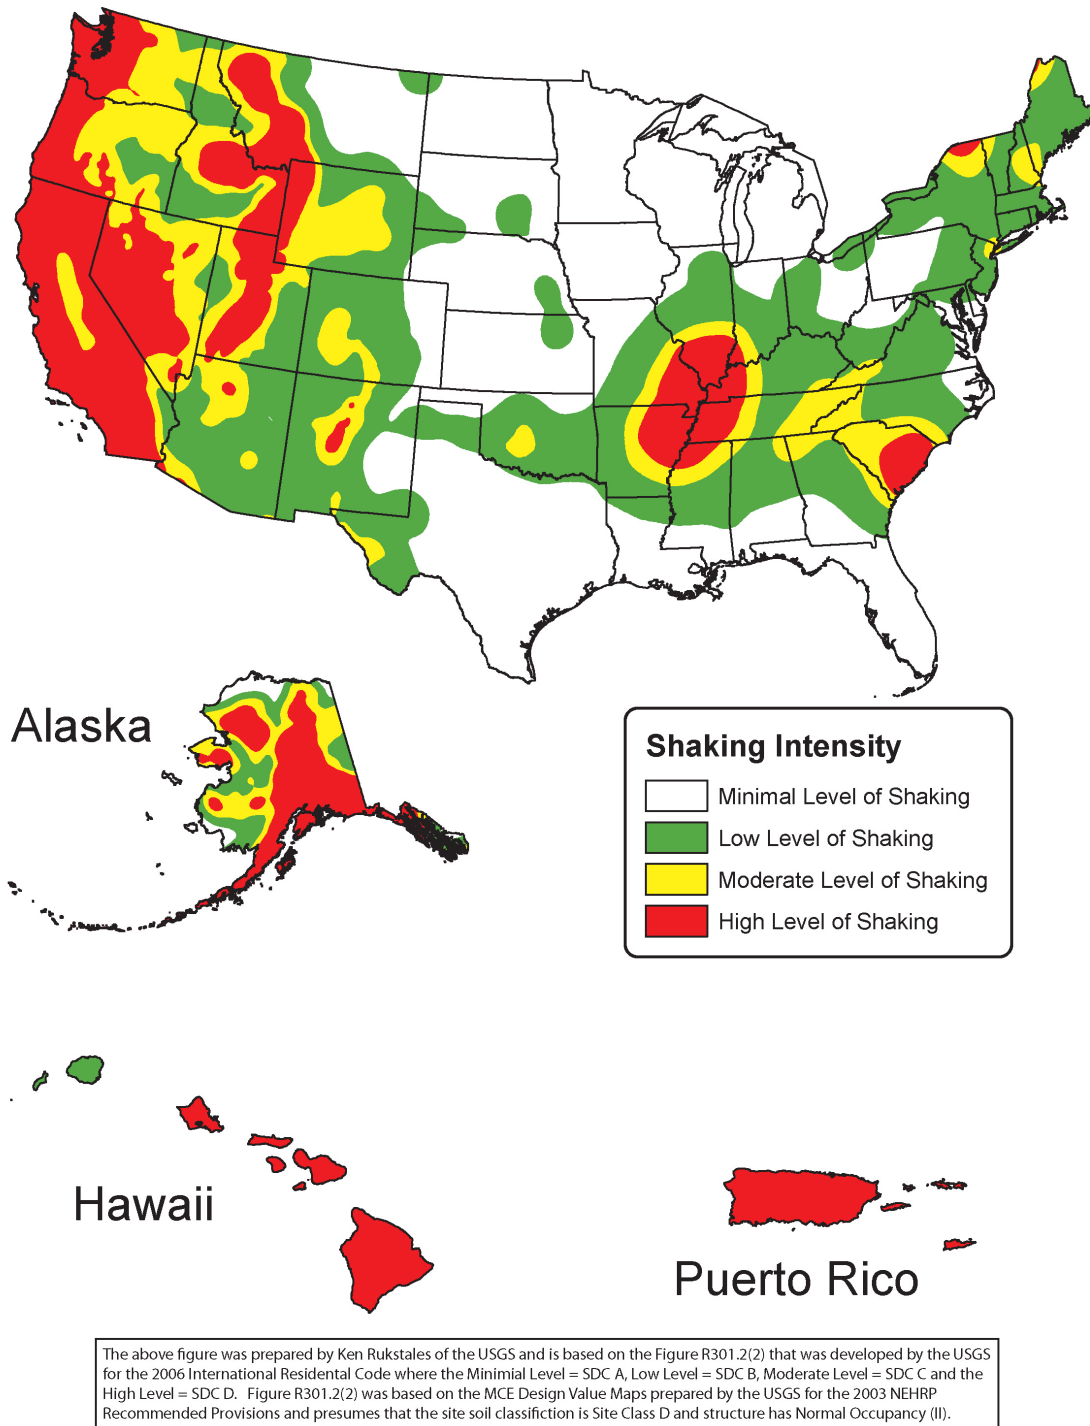 Alaska
Shaking Intensity
Minimal Level of Shaking
Low Level of Shaking
Moderate Level of Shaking
High Level of Shaking
Hawaii
Puerto Rico
The above figure was prepared by Ken Rukstales of the USGS and is based on the Figure R301.2(2) that was developed by the USGS
for the 2006 International Residental Code where the Minimial Level = SDC A, Low Level = SDC B, Moderate Level = SDC C and the
High Level = SDC D. Figure R301.2(2) was based on the MCE Design Value Maps prepared by the USGS for the 2003 NEHRP
Recommended Provisions and presumes that the site soil classifiction is Site Class D and structure has Normal Occupancy (II).